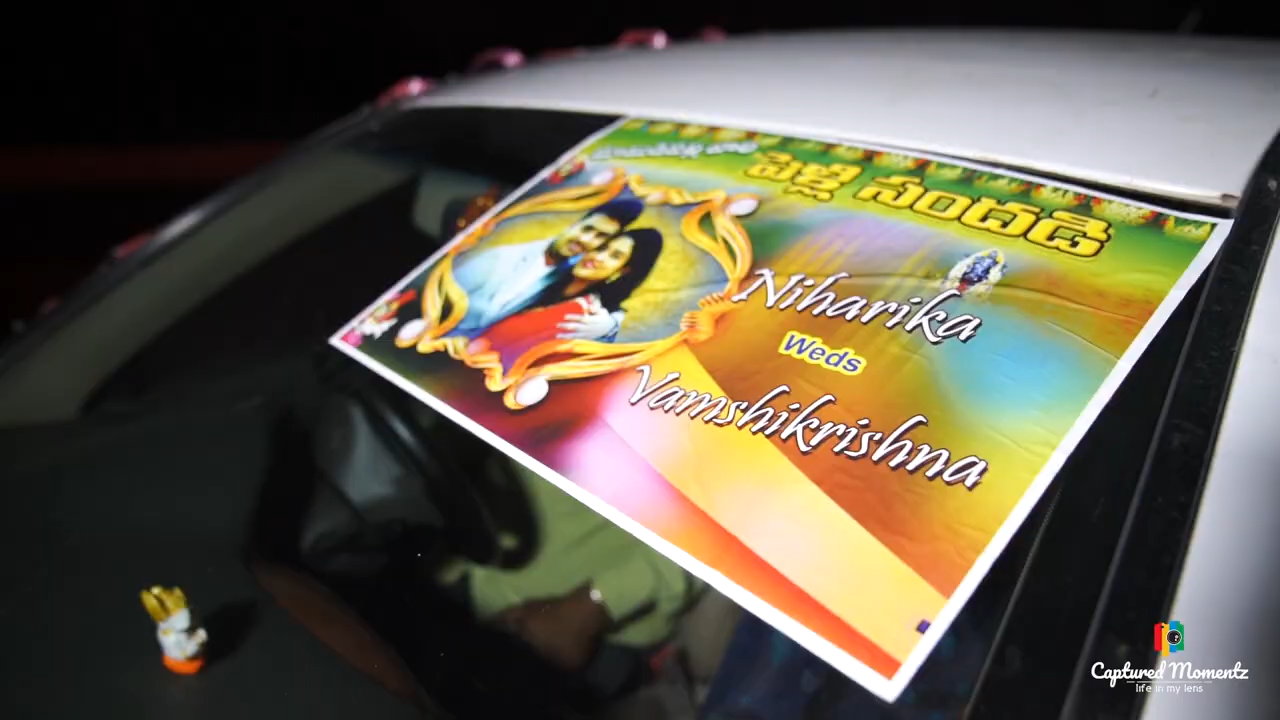 పెళ్లి సందడి
Niharika
Weds
Vamshikrishna
Captured Momentz
life in my lens